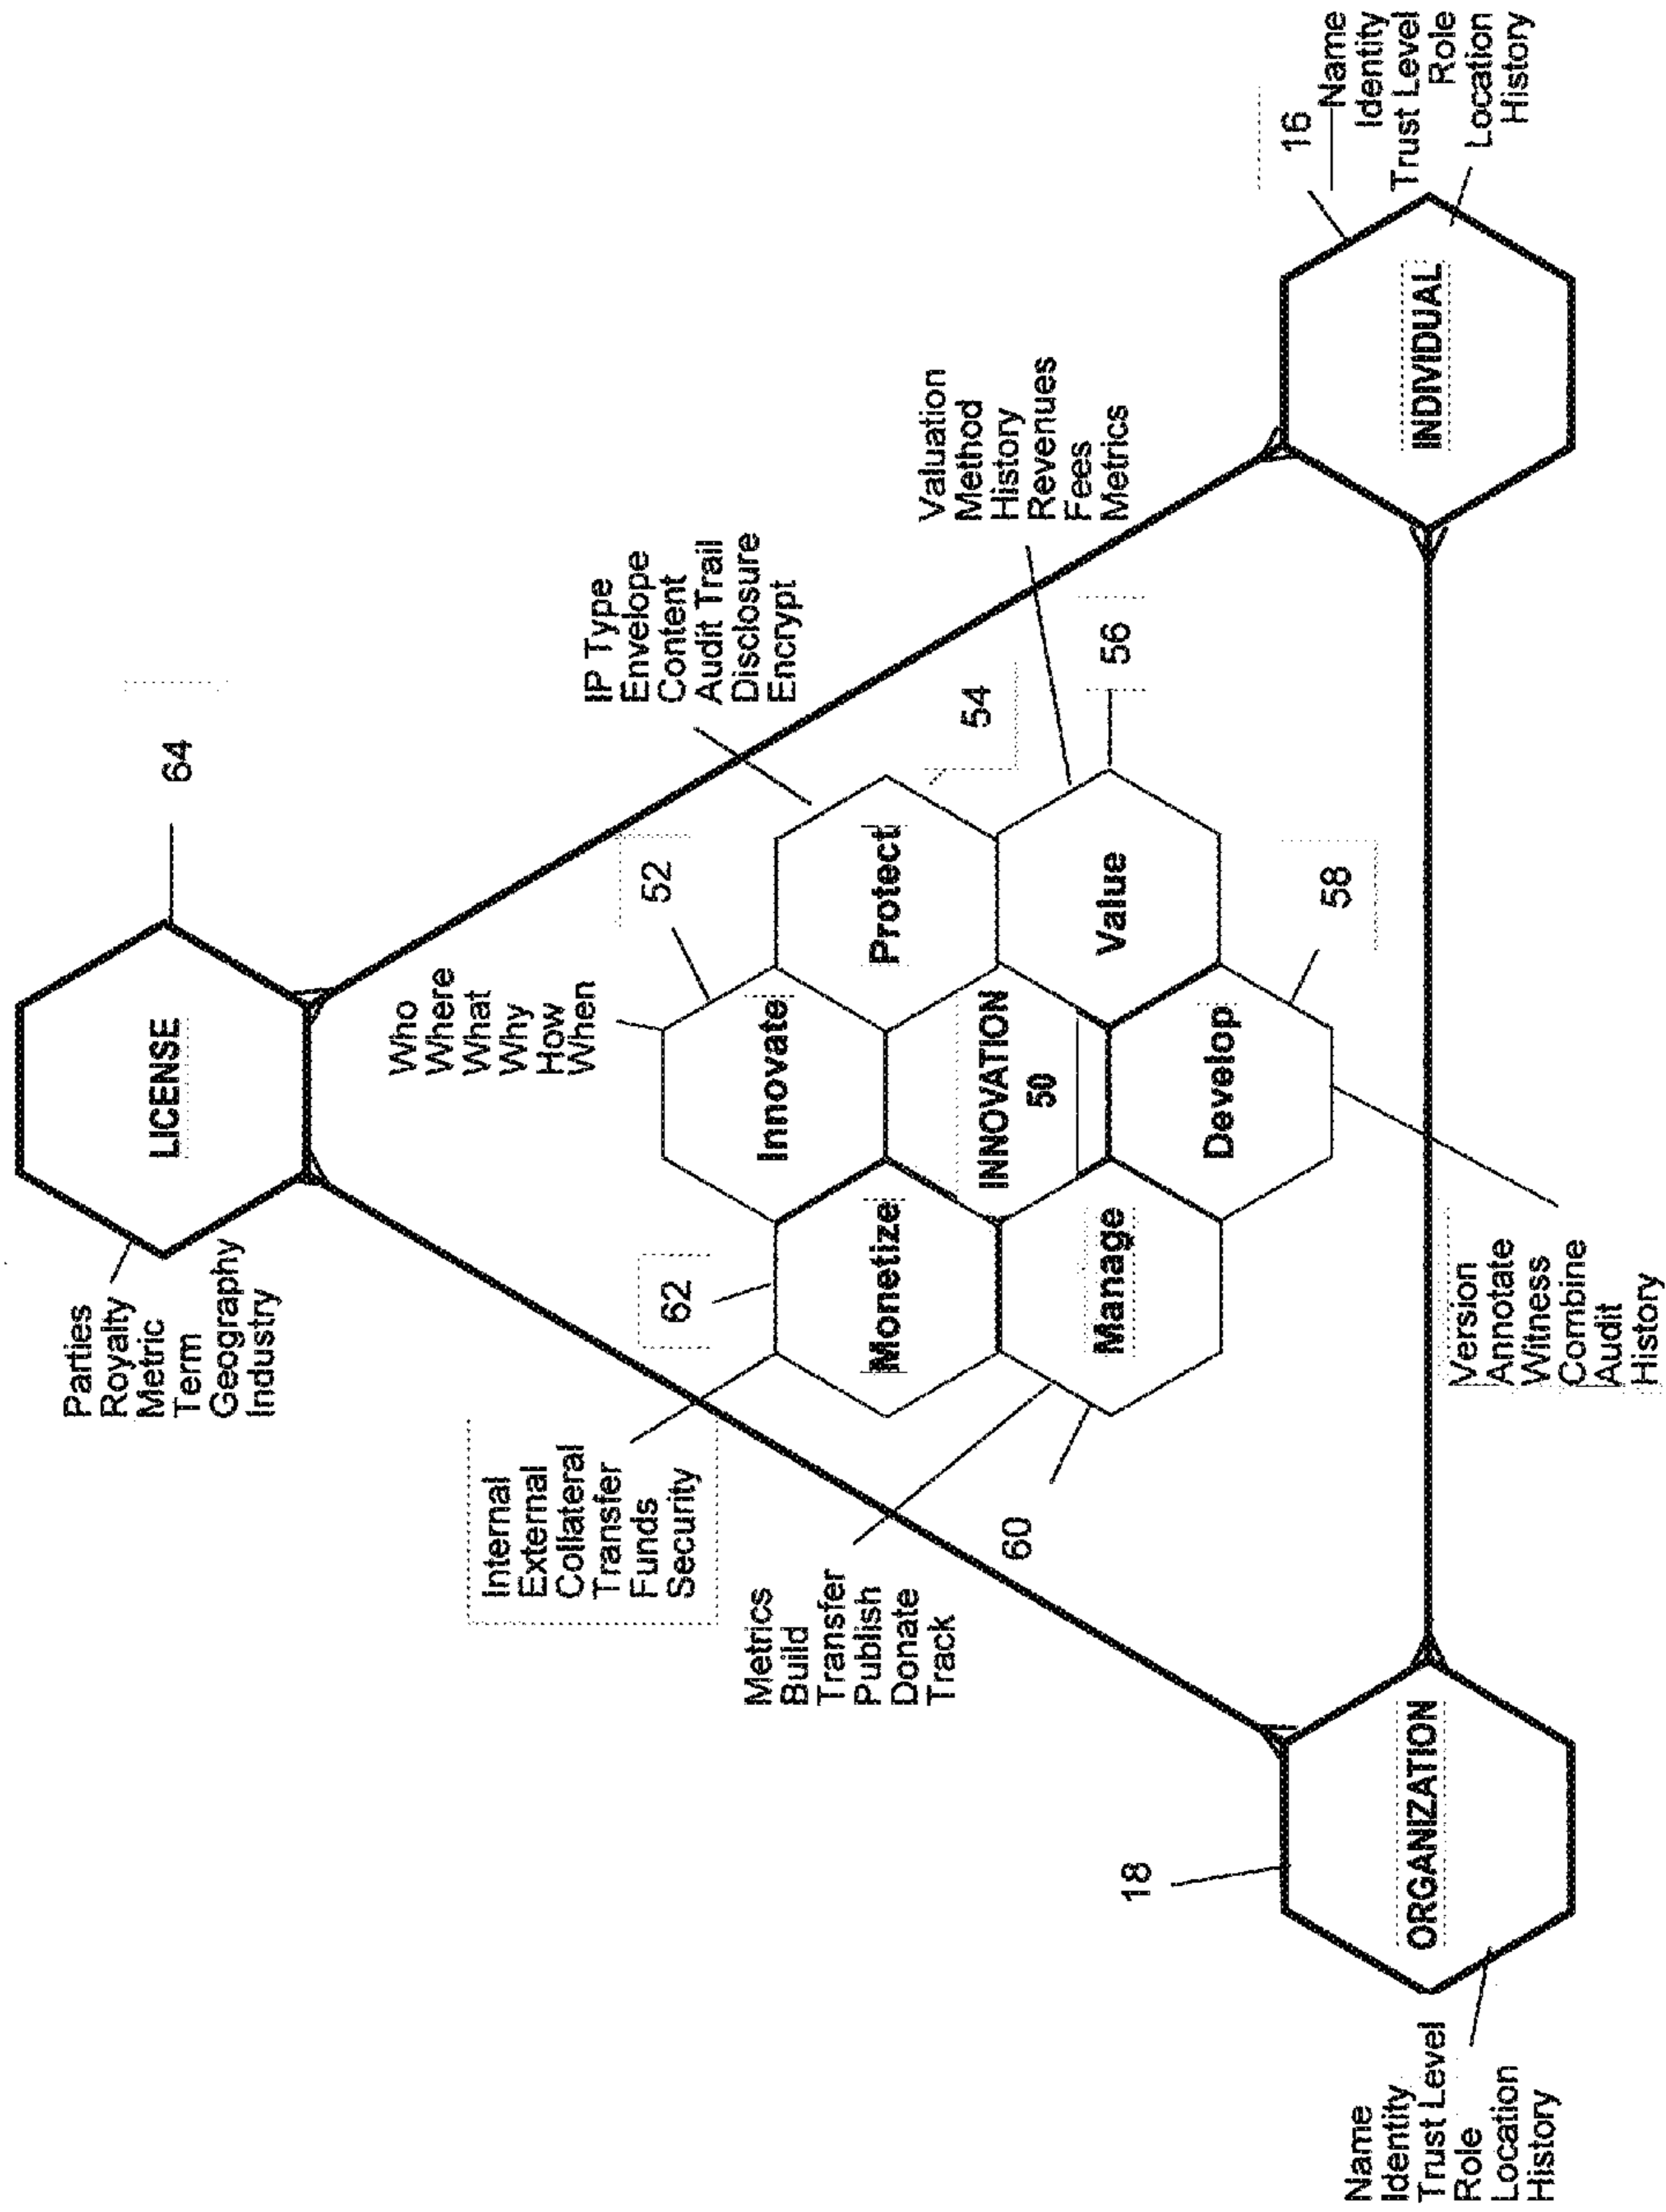 64
LICENSE
Parties
Royalty
Metric
Term
Geography
Industry
Who
Where
What
Why
How
When
52
IP Type
Envelope
Content
Audit Trail
Disclosure
Encrypt
Internal
External
Collateral
Transfer
Funds
Security
62
Innovate
Monetize
Protect
54
Metrics
Build
Transfer
Publish
Donate
Track
60
INNOVATION
50
Valuation
Method
History
Revenues
Fees
Metrics
56
Manage
Value
Develop
58
18
ORGANIZATION
Name
Identity
Trust Level
Role
Location
History
Version
Annotate
Witness
Combine
Audit
History
16
INDIVIDUAL
Name
Identity
Trust Level
Role
Location
History